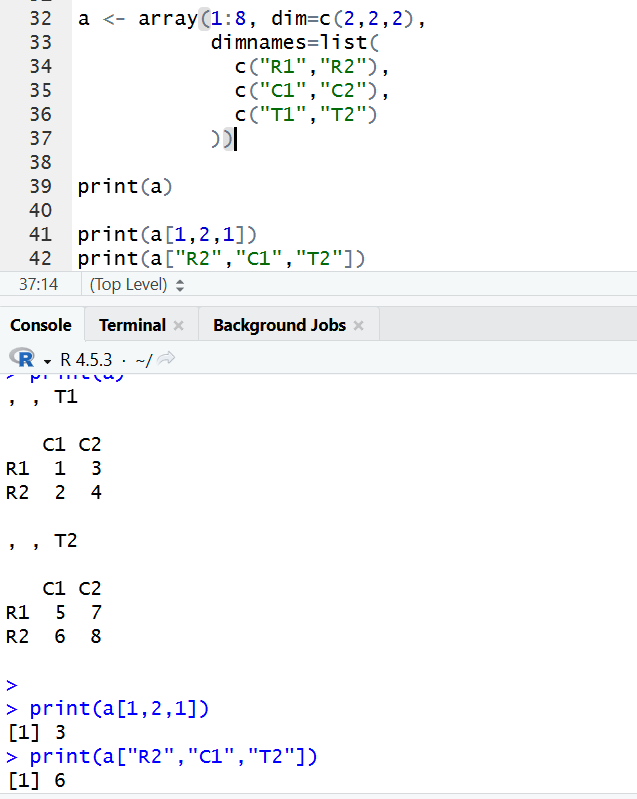 32 a <- array(1:8, dim=c(2,2,2),
33 dimnames=list(
34 c("R1","R2"),
35 c("C1","C2"),
36 c("T1","T2")
37 ))
38
39 print(a)
40
41 print(a[1,2,1])
42 print(a["R2","C1","T2"])
37:14 (Top Level)
Console Terminal Background Jobs
R R 4.5.3 · ~/
> print(a)
, , T1
C1 C2
R1 1 3
R2 2 4
, , T2
C1 C2
R1 5 7
R2 6 8
>
> print(a[1,2,1])
[1] 3
> print(a["R2","C1","T2"])
[1] 6